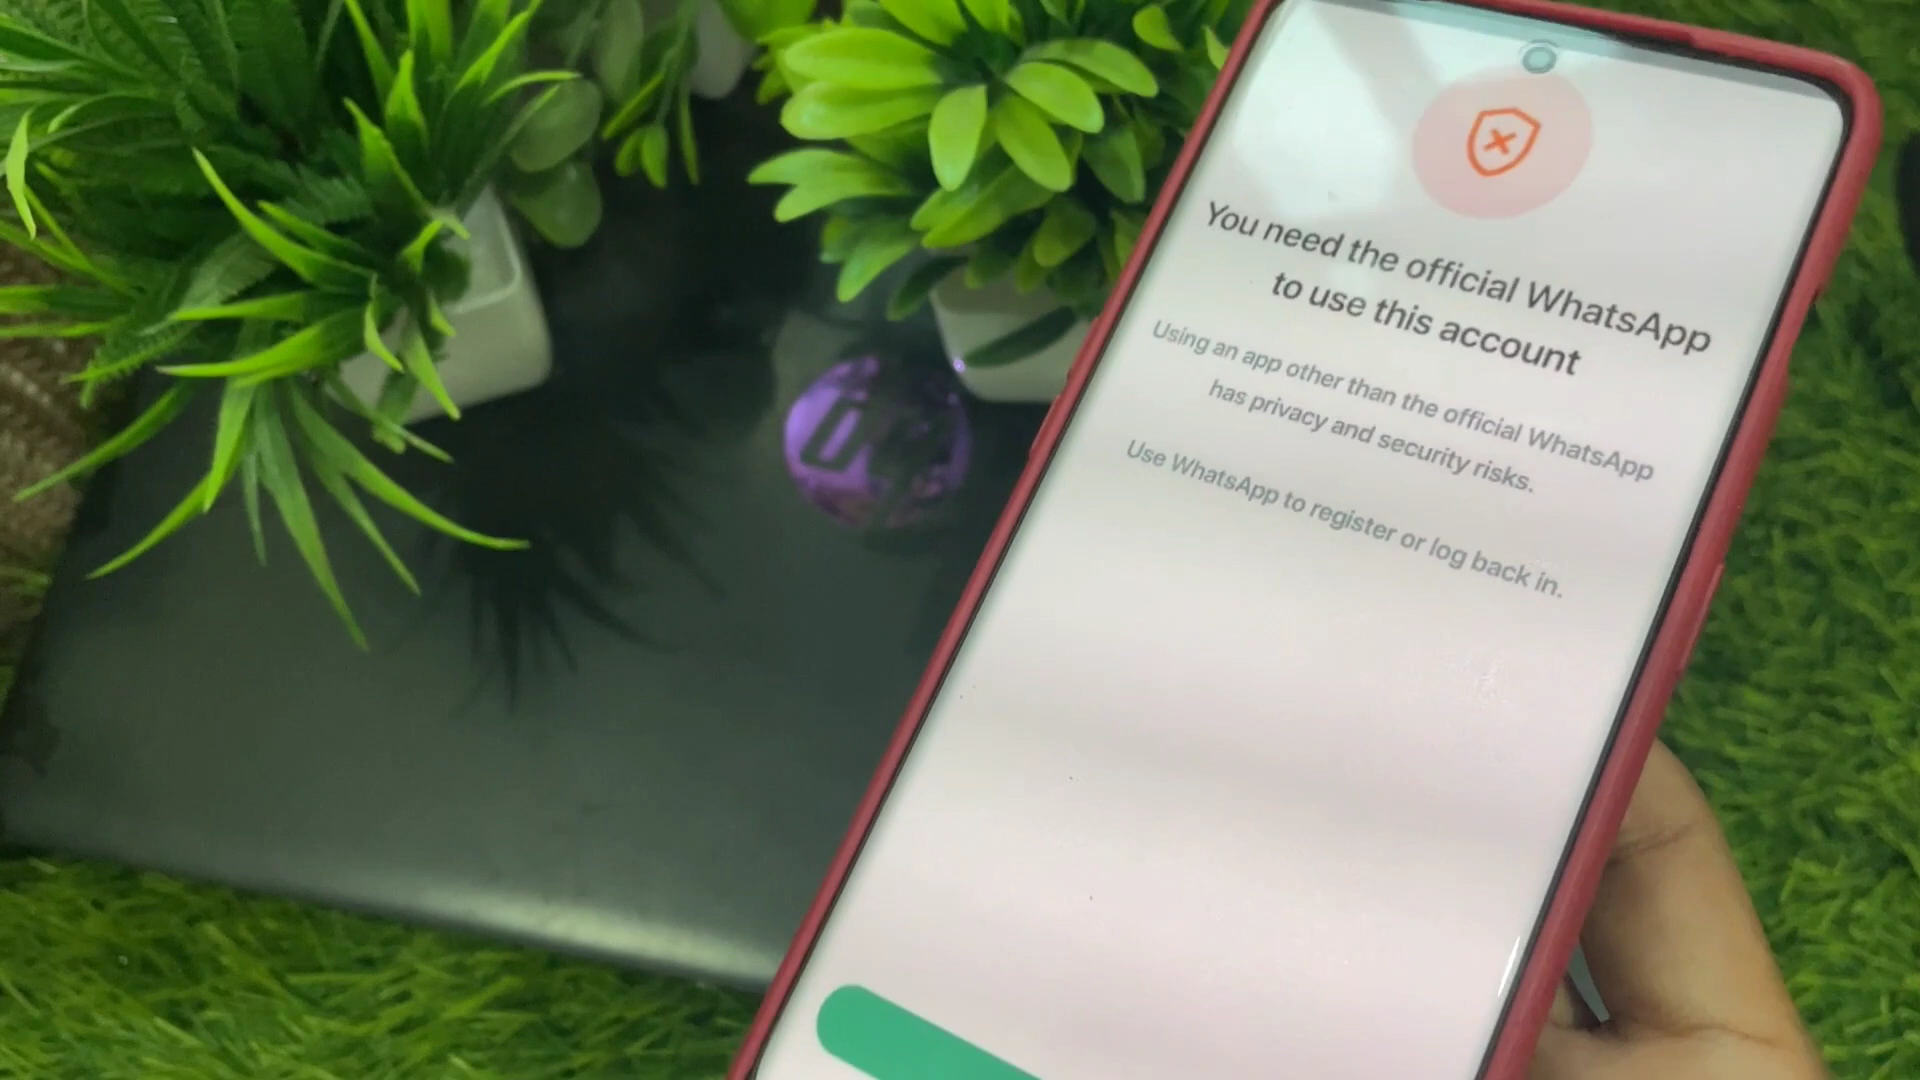 You need the official WhatsApp
to use this account
Using an app other than the official WhatsApp
has privacy and security risks.
Use WhatsApp to register or log back in.